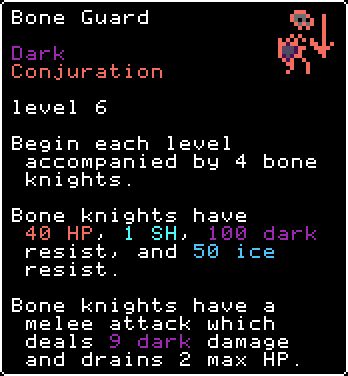 Bone Guard
Dark
Conjuration
level 6
Begin each level
accompanied by 4 bone
knights.
Bone knights have
40 HP, 1 SH, 100 dark
resist, and 50 ice
resist.
Bone knights have a
melee attack which
deals 9 dark damage
and drains 2 max HP.